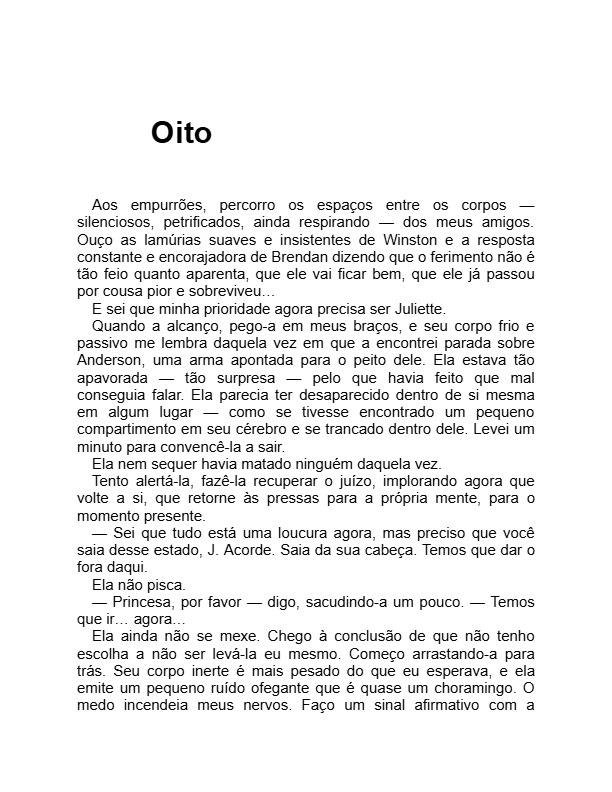 Oito
Aos empurrões, percorro os espaços entre os corpos —
silenciosos, petrificados, ainda respirando — dos meus amigos.
Ouço as lamúrias suaves e insistentes de Winston e a resposta
constante e encorajadora de Brendan dizendo que o ferimento não é
tão feio quanto aparenta, que ele vai ficar bem, que ele já passou
por cousa pior e sobreviveu…
E sei que minha prioridade agora precisa ser Juliette.
Quando a alcanço, pego-a em meus braços, e seu corpo frio e
passivo me lembra daquela vez em que a encontrei parada sobre
Anderson, uma arma apontada para o peito dele. Ela estava tão
apavorada — tão surpresa — pelo que havia feito que mal
conseguia falar. Ela parecia ter desaparecido dentro de si mesma
em algum lugar — como se tivesse encontrado um pequeno
compartimento em seu cérebro e se trancado dentro dele. Levei um
minuto para convencê-la a sair.
Ela nem sequer havia matado ninguém daquela vez.
Tento alertá-la, fazê-la recuperar o juízo, implorando agora que
volte a si, que retorne às pressas para a própria mente, para o
momento presente.
— Sei que tudo está uma loucura agora, mas preciso que você
saia desse estado, J. Acorde. Saia da sua cabeça. Temos que dar o
fora daqui.
Ela não pisca.
— Princesa, por favor — digo, sacudindo-a um pouco. — Temos
que ir… agora…
Ela ainda não se mexe. Chego à conclusão de que não tenho
escolha a não ser levá-la eu mesmo. Começo arrastando-a para
trás. Seu corpo inerte é mais pesado do que eu esperava, e ela
emite um pequeno ruído ofegante que é quase um choramingo. O
medo incendeia meus nervos. Faço um sinal afirmativo com a